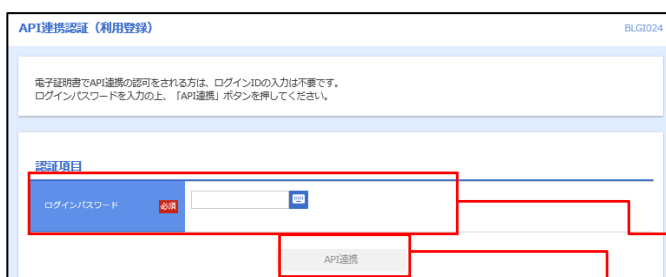 API連携認証（利用登録）
BLGI024
電子証明書でAPI連携の認可をされる方は、ログインIDの入力は不要です。
ログインパスワードを入力の上、「API連携」ボタンを押してください。
認証項目
ログインパスワード 必須
API連携